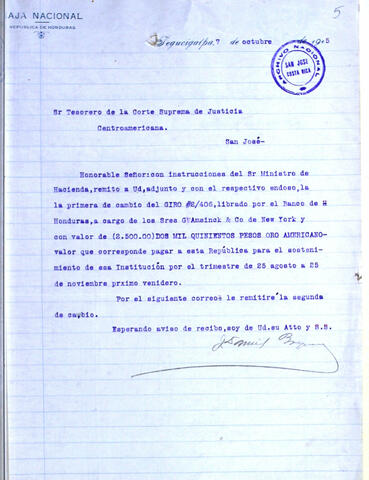 AJA NACIONAL
REPUBLICA DE HONDURAS
5
Tegucigalpa, 7 de octubre de 1915
ARCHIVO NACIONAL
SAN JOSE
COSTA RICA
Sr Tesorero de la Corte Suprema de Justicia
Centroamericana.
San José-
Honorable Señor:con instrucciones del Sr Ministro de
Hacienda,remito a Ud,adjunto y con el respectivo endoso,la
la primera de cambio del GIRO #2/406,librado por el Banco de H
Honduras,a cargo de los Sres GVAmsinck & Co de New York y
con valor de (2.500.00)DOS MIL QUINIENTOS PESOS ORO AMERICANO-
valor que corresponde pagar a esta República para el sosteni-
miento de esa Institución por el trimestre de 25 agosto a 25
de noviembre prximo venidero.
Por el siguiente correo le remitiré la segunda
de cambio.
Esperando aviso de recibo,soy de Ud.su Atto y S.S.